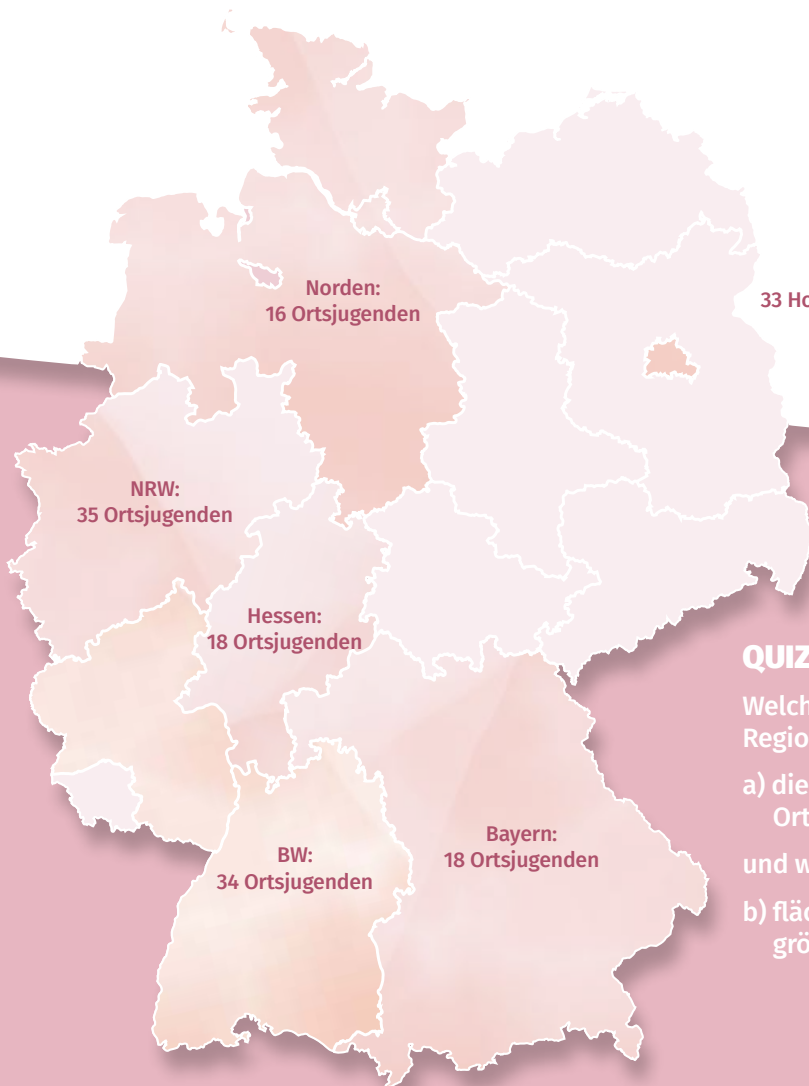 Norden:
16 Ortsjugenden
33 Ho
NRW:
35 Ortsjugenden
Hessen:
18 Ortsjugenden
QUIZ
Welch
Regio
a) die
Ort
BW:
34 Ortsjugenden
Bayern:
18 Ortsjugenden
und w
b) fläc
grö